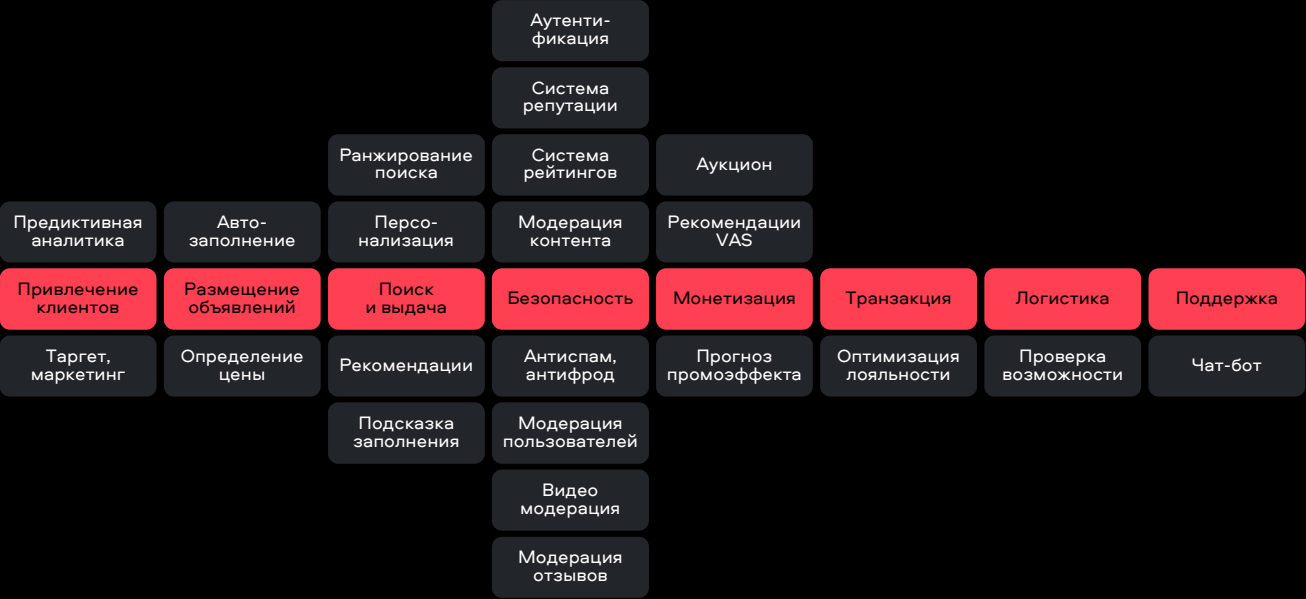 Аутенти-
фикация
Система
репутации
Ранжирование
поиска
Система
рейтингов
Аукцион
Предиктивная
аналитика
Авто-
заполнение
Персо-
нализация
Модерация
контента
Рекомендации
VAS
Привлечение
клиентов
Размещение
объявлений
Поиск
и выдача
Безопасность
Монетизация
Транзакция
Логистика
Поддержка
Таргет,
маркетинг
Определение
цены
Рекомендации
Антиспам,
антифрод
Прогноз
промоэффекта
Оптимизация
лояльности
Проверка
возможности
Чат-бот
Подсказка
заполнения
Модерация
пользователей
Видео
модерация
Модерация
отзывов